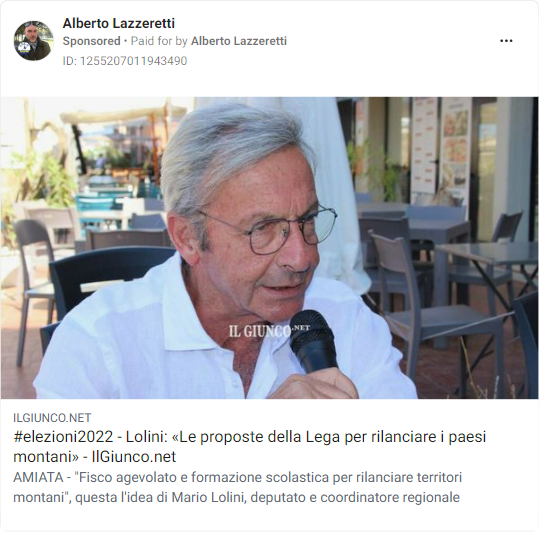 Alberto Lazzeretti
Sponsored • Paid for by Alberto Lazzeretti
ID: 1255207011943490
IL GIUNCO.NET
ILGIUNCO.NET
#elezioni2022 - Lolini: «Le proposte della Lega per rilanciare i paesi
montani» - IlGiunco.net
AMIATA - "Fisco agevolato e formazione scolastica per rilanciare territori
montani", questa l'idea di Mario Lolini, deputato e coordinatore regionale